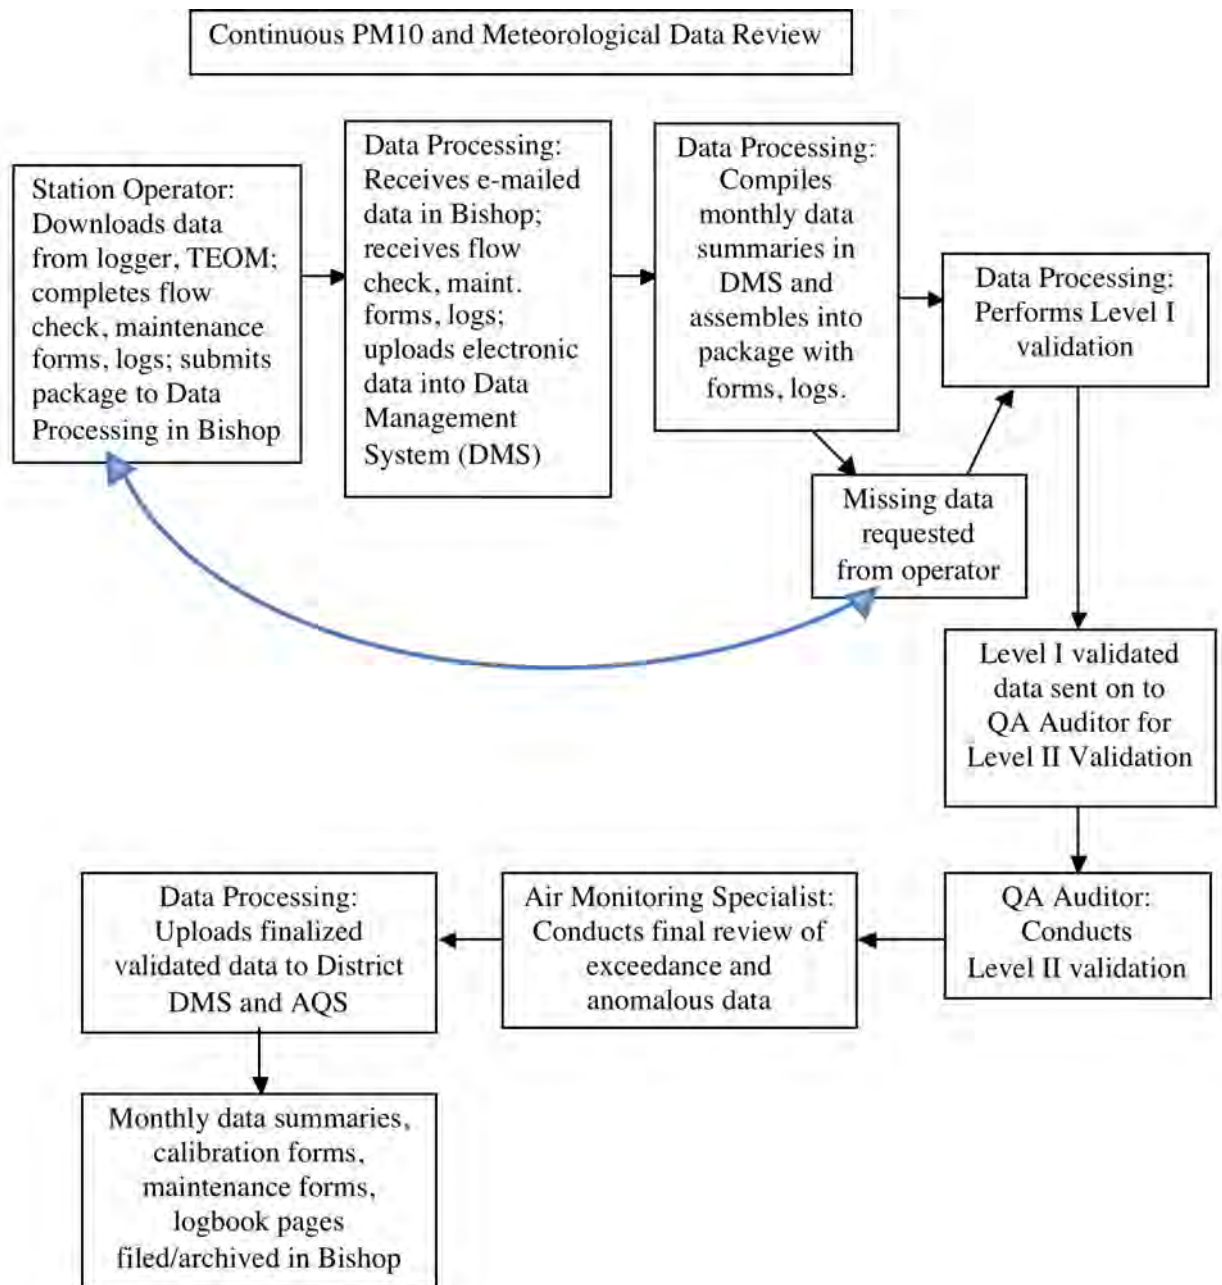 Continuous PM10 and Meteorological Data Review
Station Operator:
Downloads data
from logger, TEOM;
completes flow
check, maintenance
forms, logs; submits
package to Data
Processing in Bishop
Data Processing:
Receives e-mailed
data in Bishop;
receives flow
check, maint.
forms, logs;
uploads electronic
data into Data
Management
System (DMS)
Data Processing:
Compiles
monthly data
summaries in
DMS and
assembles into
package with
forms, logs.
Data Processing:
Performs Level I
validation
Missing data
requested
from operator
Level I validated
data sent on to
QA Auditor for
Level II Validation
QA Auditor:
Conducts
Level II validation
Air Monitoring Specialist:
Conducts final review of
exceedance and
anomalous data
Data Processing:
Uploads finalized
validated data to District
DMS and AQS
Monthly data summaries,
calibration forms,
maintenance forms,
logbook pages
filed/archived in Bishop